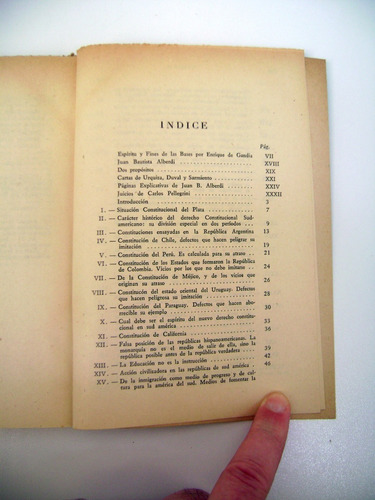 INDICE
Pág.
Espíritu y Fines de las Bases por Enrique de Gandía VII
Juan Bautista Alberdi XVIII
Dos propósitos XIX
Cartas de Urquiza, Duval y Sarmiento XXI
Páginas Explicativas de Juan B. Alberdi XXIV
Juicios de Carlos Pellegrini XXXII
Introducción 3
I. — Situación Constitucional del Plata 7
II. — Carácter histórico del derecho Constitucional Sud-
americano: su división especial en dos períodos 9
III. — Constituciones ensayadas en la República Argentina 13
IV. — Constitución de Chile, defectos que hacen peligrar su
imitación 19
V. — Constitución del Perú. Es calculada para su atraso 21
VI. — Constitución de los Estados que formaron la República
de Colombia. Vicios por los que no debe imitarse 24
VII. — De la Constitución de Méjico, y de los vicios que
originan su atraso 26
VIII. — Constitución del estado oriental del Uruguay. Defectos
que hacen peligrosa su imitación 28
IX. — Constitución del Paraguay. Defectos que hacen abo-
rrecible su ejemplo 30
X. — Cual debe ser el espíritu del nuevo derecho constitucional
en sud américa 33
XI. — Constitución de California 36
XII. — Falsa posición de las repúblicas hispanoamericanas. La
monarquía no es el medio de salir de ella, sino la
república posible antes de la república verdadera 39
XIII. — La Educación no es la instrucción 42
XIV. — Acción civilizadora en las repúblicas de sud américa 46
XV. — De la inmigración como medio de progreso y de cul-
tura para la américa del sud. Medios de fomentar la